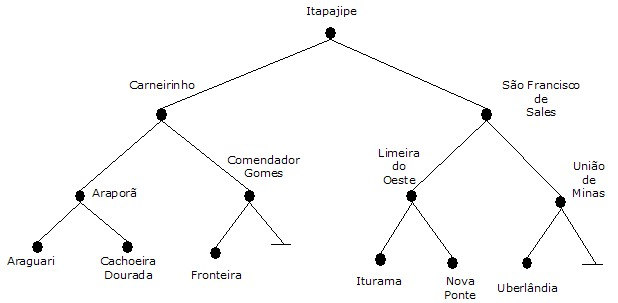 Itapajipe
Carneirinho
São Francisco
de
Sales
Comendador
Gomes
Limeira
do
Oeste
União
de
Minas
Araporã
Araguari
Cachoeira
Dourada
Fronteira
Iturama
Nova
Ponte
Uberlândia